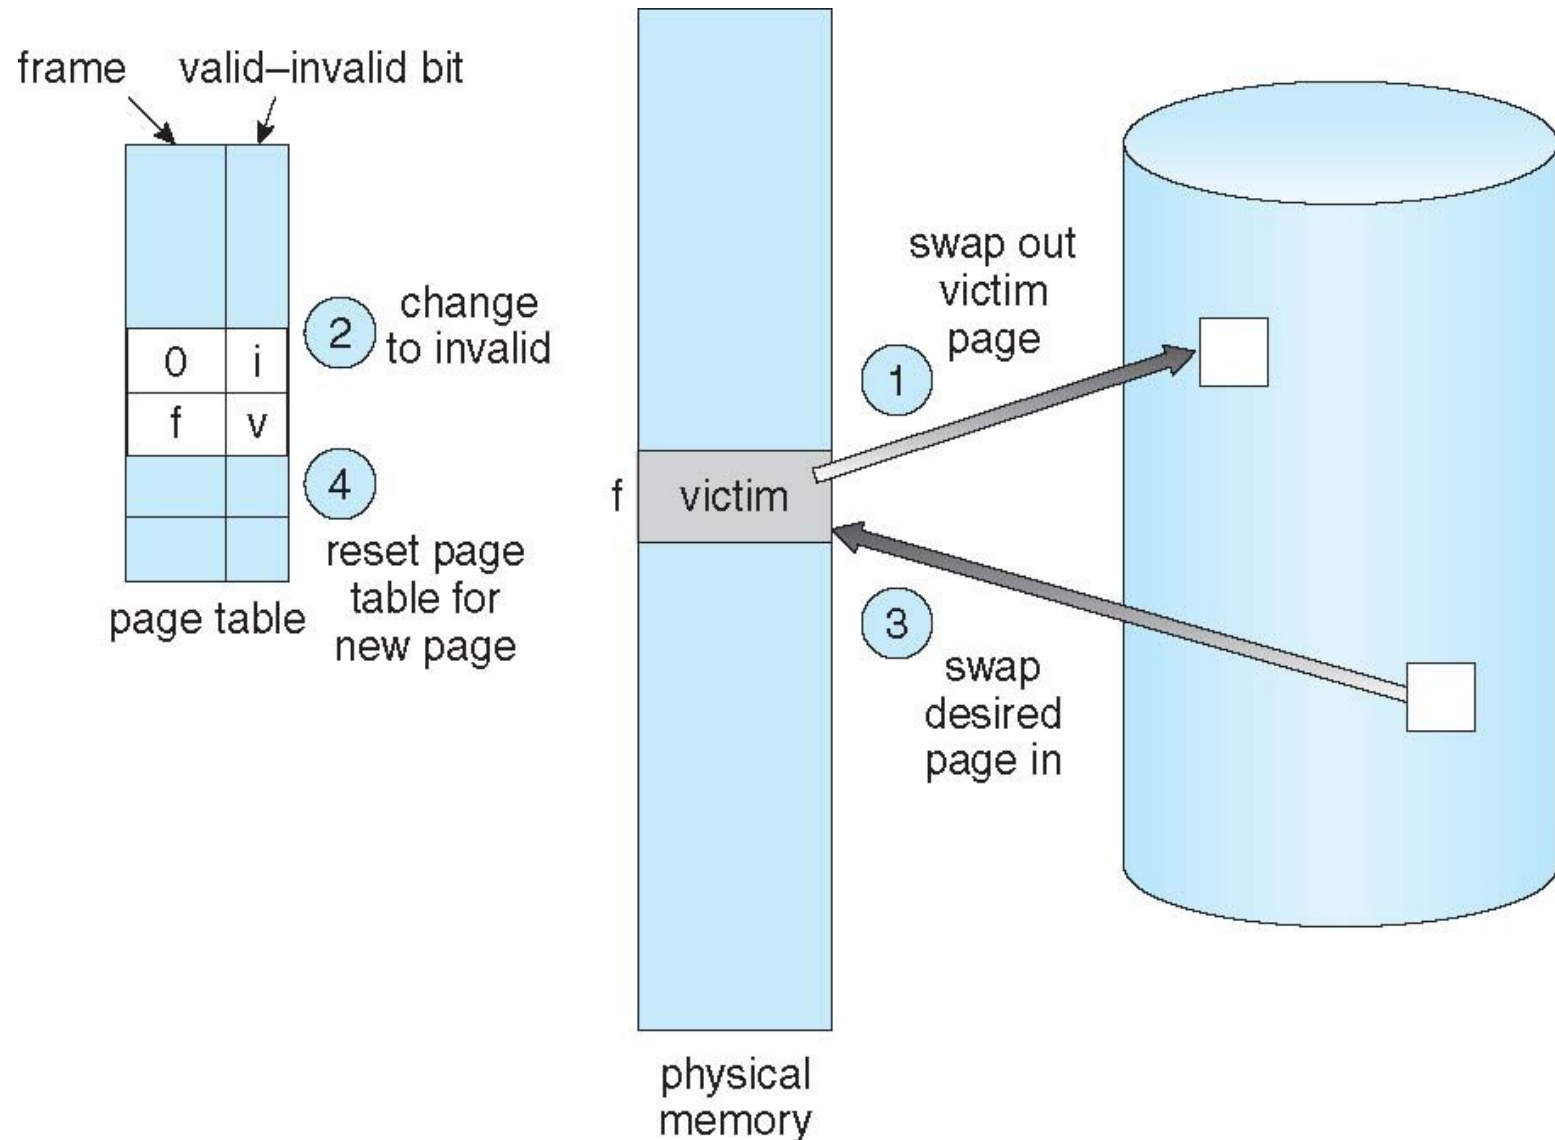 frame
valid–invalid bit
0
i
f
v
2
change
to invalid
4
reset page
table for
new page
page table
f
victim
physical
memory
1
swap out
victim
page
3
swap
desired
page in